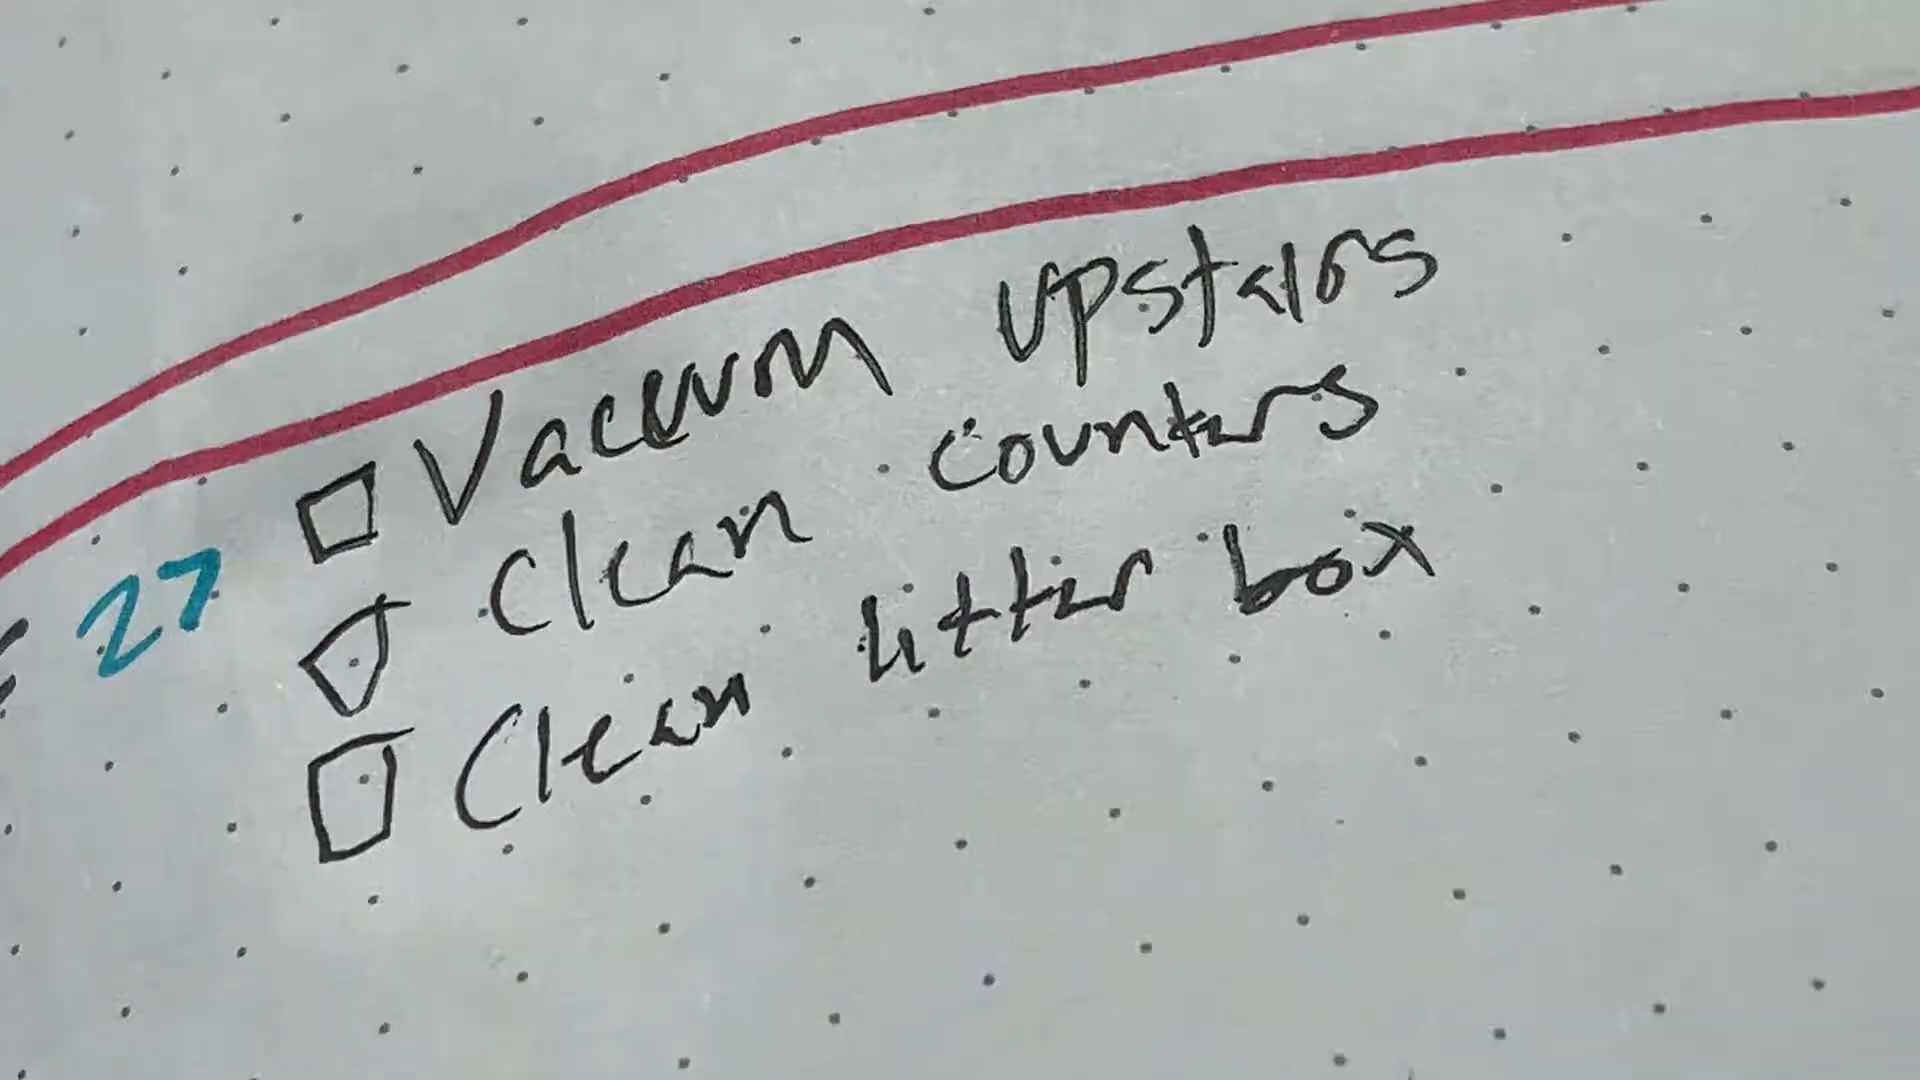 27
☐ Vacuum upstairs
☐ Clean counters
☐ Clean litter box